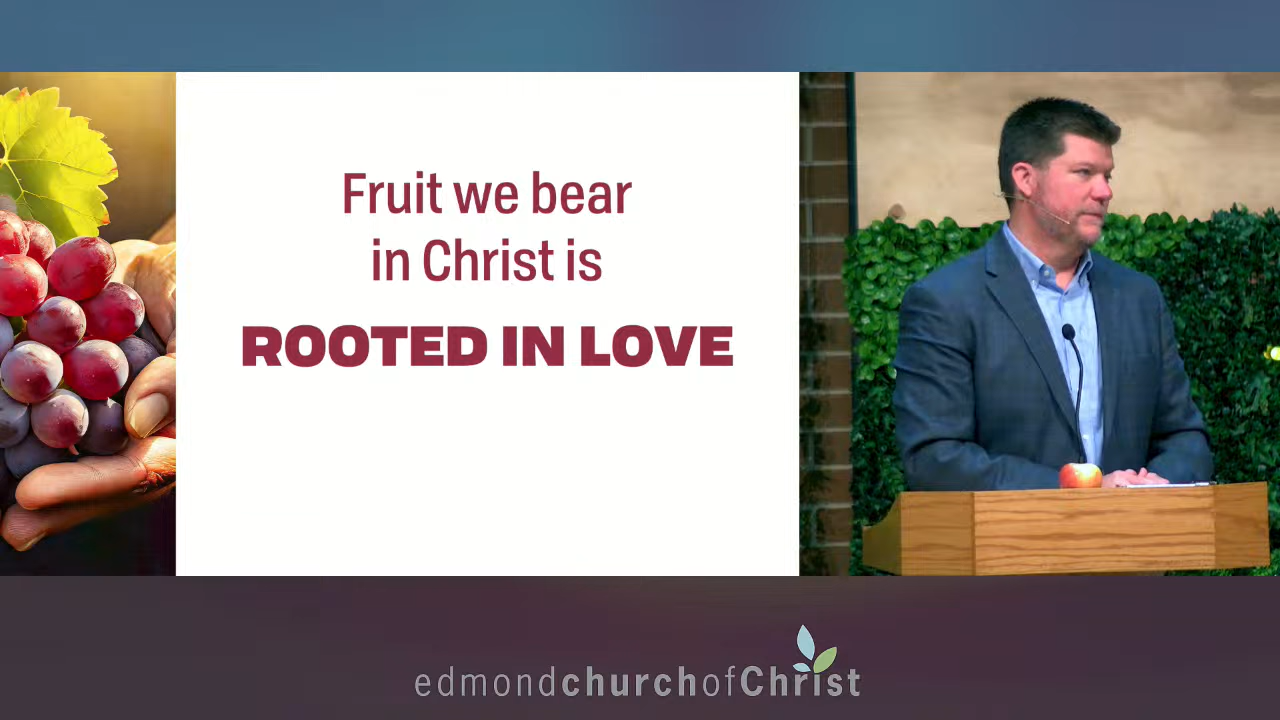 Fruit we bear
in Christ is
ROOTED IN LOVE
edmondchurchofChrist